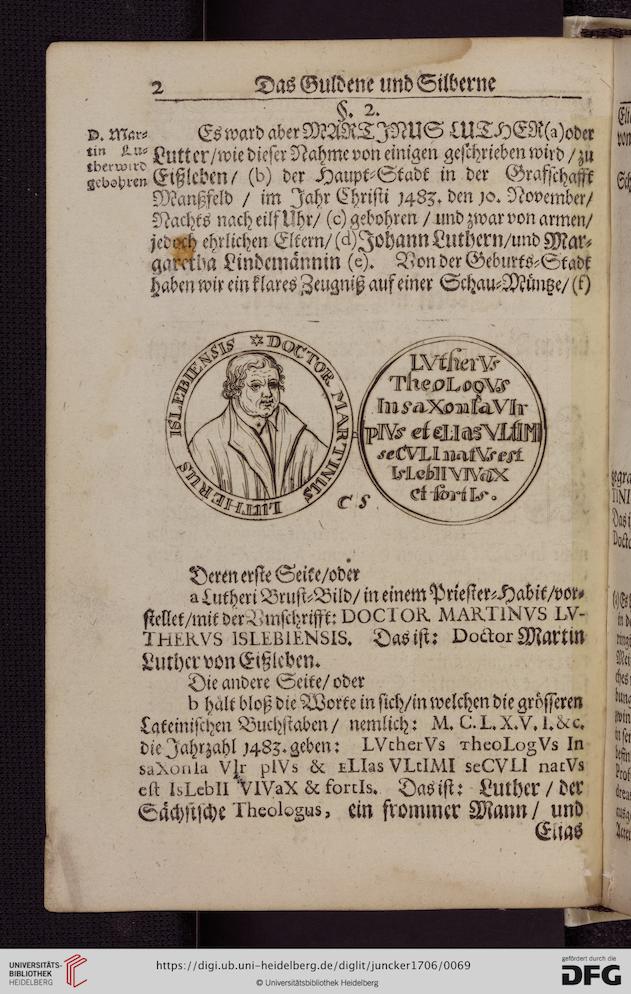 2
Das Guldene und Silberne
§. 2.
D. Mar-
tin Lu-
ther wird
gebohren
Es ward aber MARTINUS LUTHER (a) oder
Lutter / wie dieser Nahme von einigen geschrieben wird / zu
Eißleben / (b) der Haupt-Stadt in der Grafschafft
Manßfeld / im Jahr Christi 1483. den 10. November /
Nachts nach eilf Uhr / (c) gebohren / und zwar von armen /
jedoch ehrlichen Eltern / (d) Johann Luthern / und Mar-
garetha Lindemännin (e). Von der Geburts-Stadt
haben wir ein klares Zeugniß auf einer Schau-Müntze / (f)
✡ DOCTOR MARTINUS LUTHERUS ISLEBIENSIS
LVtherVs
TheoLogVs
In saXonIa VIr
pIVs et ELIas VLtIMI
seCVLI natVs est
IsLebII VIVaX
et fortIs.
C S
Deren erste Seite / oder
a Lutheri Brust-Bild / in einem Priester-Habit / vor-
stellet / mit der Umschrifft: DOCTOR MARTINVS LV-
THERVS ISLEBIENSIS. Das ist: Doctor Martin
Luther von Eißleben.
Die andere Seite / oder
b hält bloß die Worte in sich / in welchen die grösseren
Lateinischen Buchstaben / nemlich: M. C. L. X. V. I. &c.
die Jahrzahl 1483. geben: LVtherVs TheoLogVs In
saXonIa VIr pIVs & ELIas VLtIMI seCVLI natVs
est IsLebII VIVaX & fortIs. Das ist: Luther / der
Sächsische Theologus, ein frommer Mann / und
Elias
UNIVERSITÄTS-
BIBLIOTHEK
HEIDELBERG
https://digi.ub.uni-heidelberg.de/diglit/juncker1706/0069
© Universitätsbibliothek Heidelberg
gefördert durch die
DFG